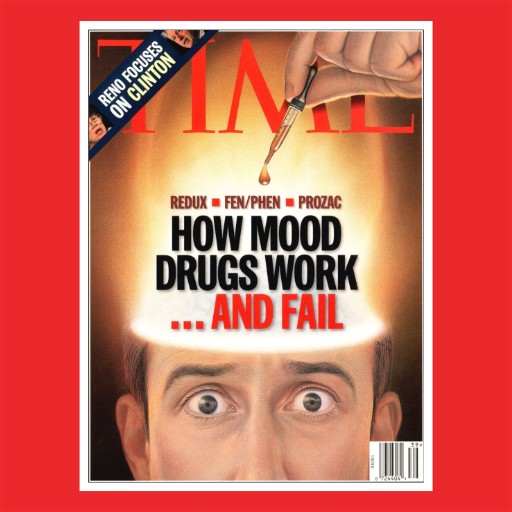 RENO FOCUSES
ON CLINTON
TIME
REDUX ▪ FEN/PHEN ▪ PROZAC
HOW MOOD
DRUGS WORK
... AND FAIL